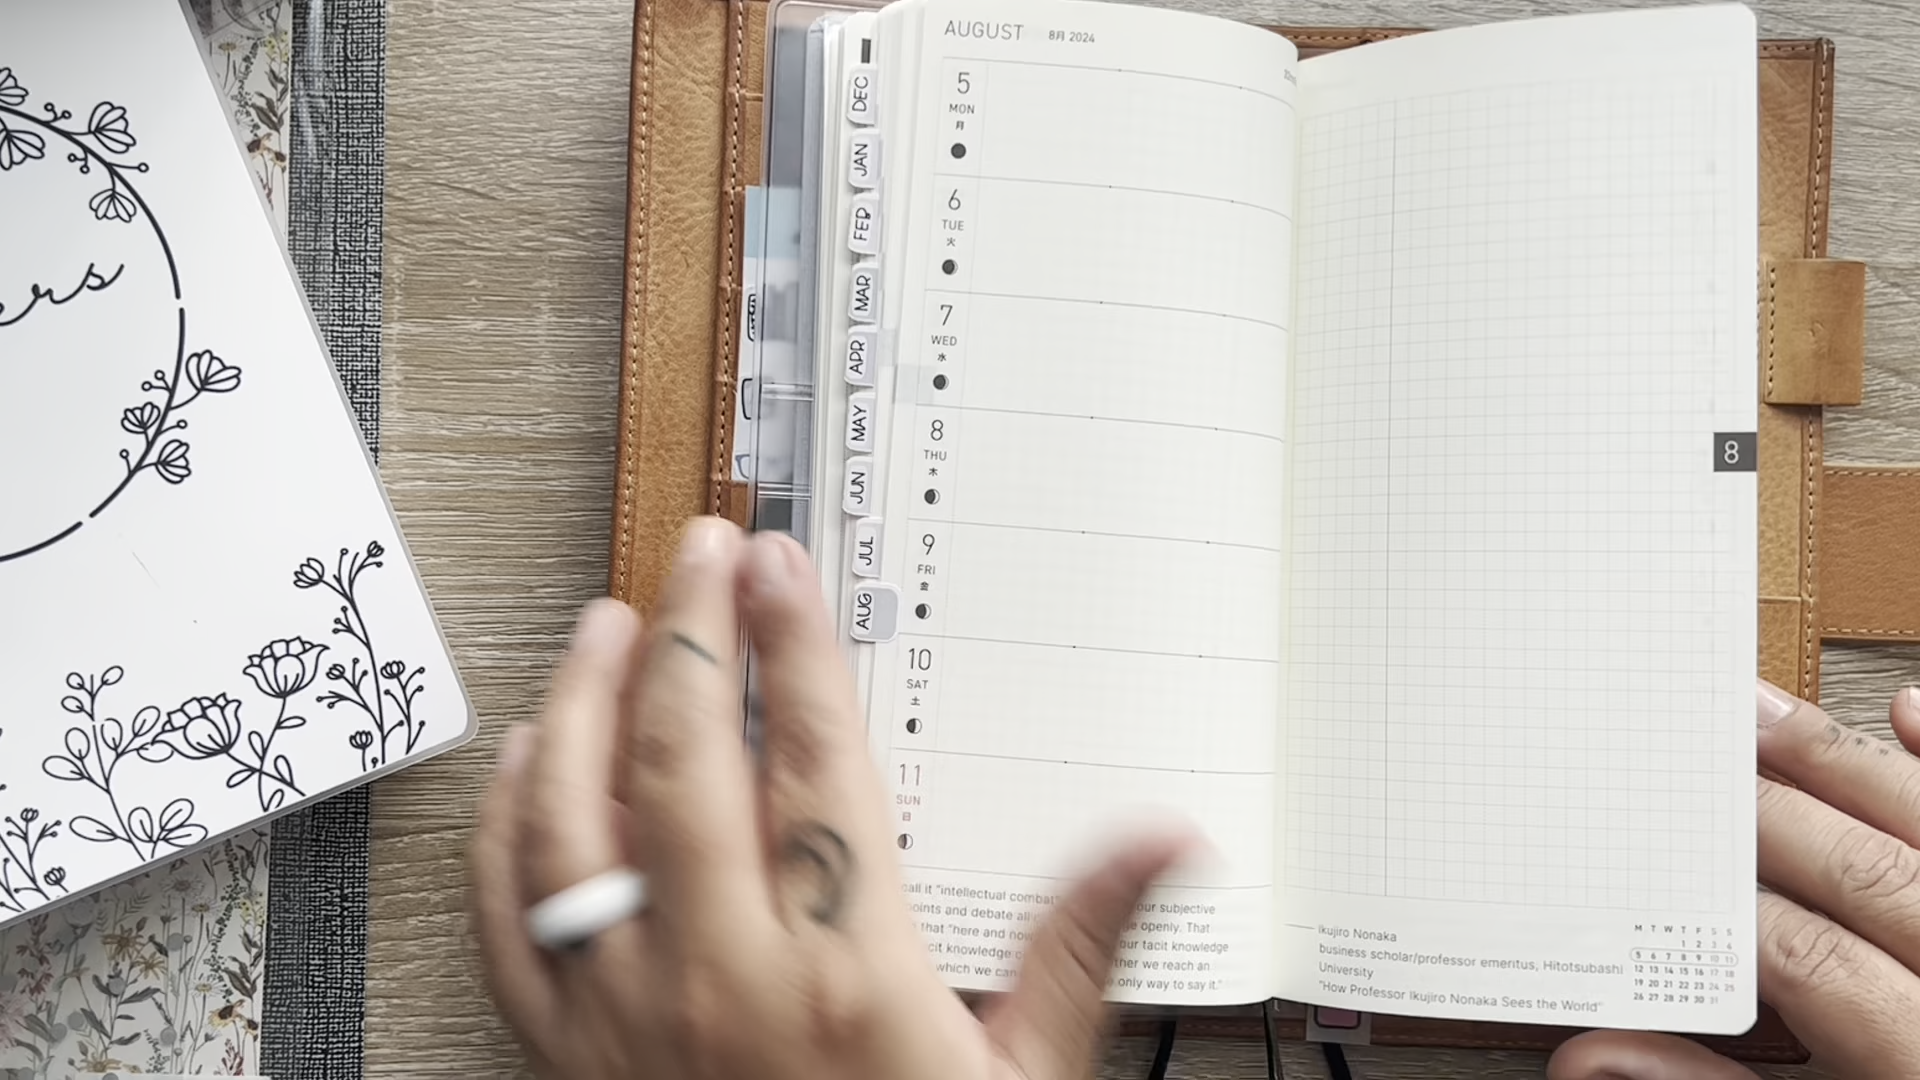 ers
DEC
JAN
FEB
MAR
APR
MAY
JUN
JUL
AUG
AUGUST 8月 2024
5
MON
月
6
TUE
火
7
WED
水
8
THU
木
9
FRI
金
10
SAT
土
11
SUN
日
call it "intellectual combat" our subjective
points and debate openly. That
that "here and now our tacit knowledge
knowledge we reach an
which we can only way to say it."
8
Ikujiro Nonaka
business scholar/professor emeritus, Hitotsubashi
University
"How Professor Ikujiro Nonaka Sees the World"
M T W T F S S
1 2 3 4
5 6 7 8 9 10 11
12 13 14 15 16 17 18
19 20 21 22 23 24 25
26 27 28 29 30 31